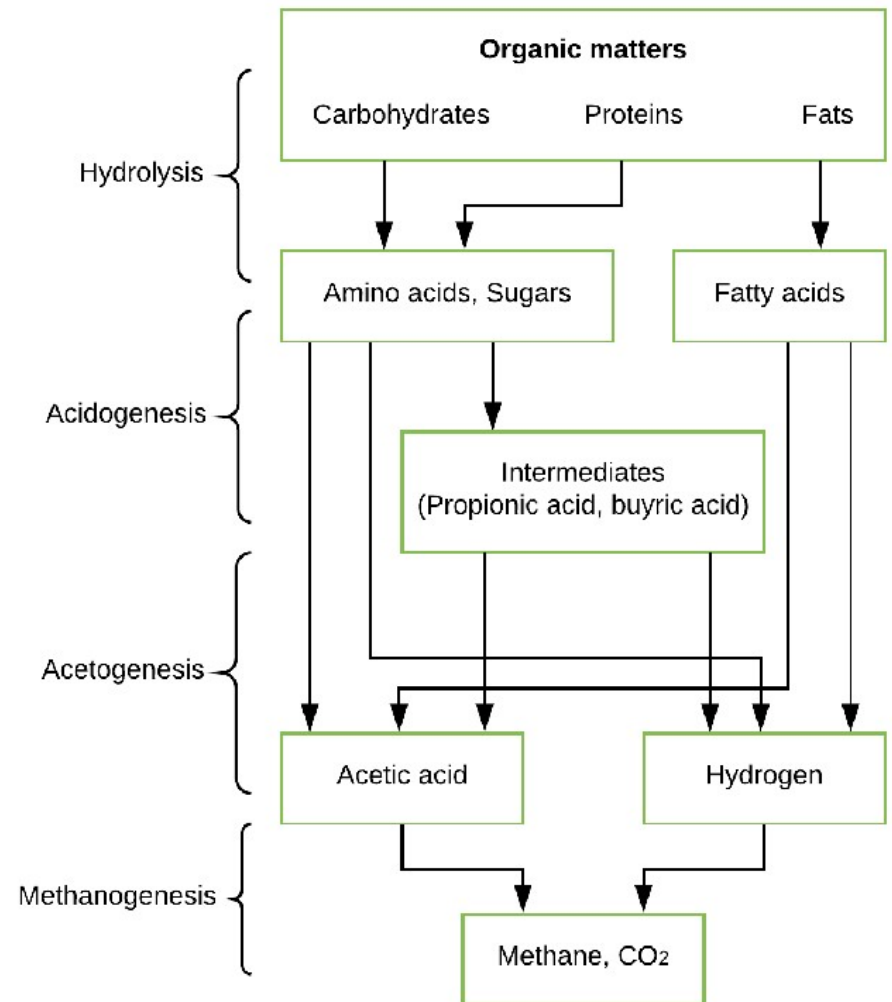 Organic matters
Carbohydrates Proteins Fats
Hydrolysis
Amino acids, Sugars Fatty acids
Acidogenesis
Intermediates
(Propionic acid, buyric acid)
Acetogenesis
Acetic acid Hydrogen
Methanogenesis
Methane, CO₂